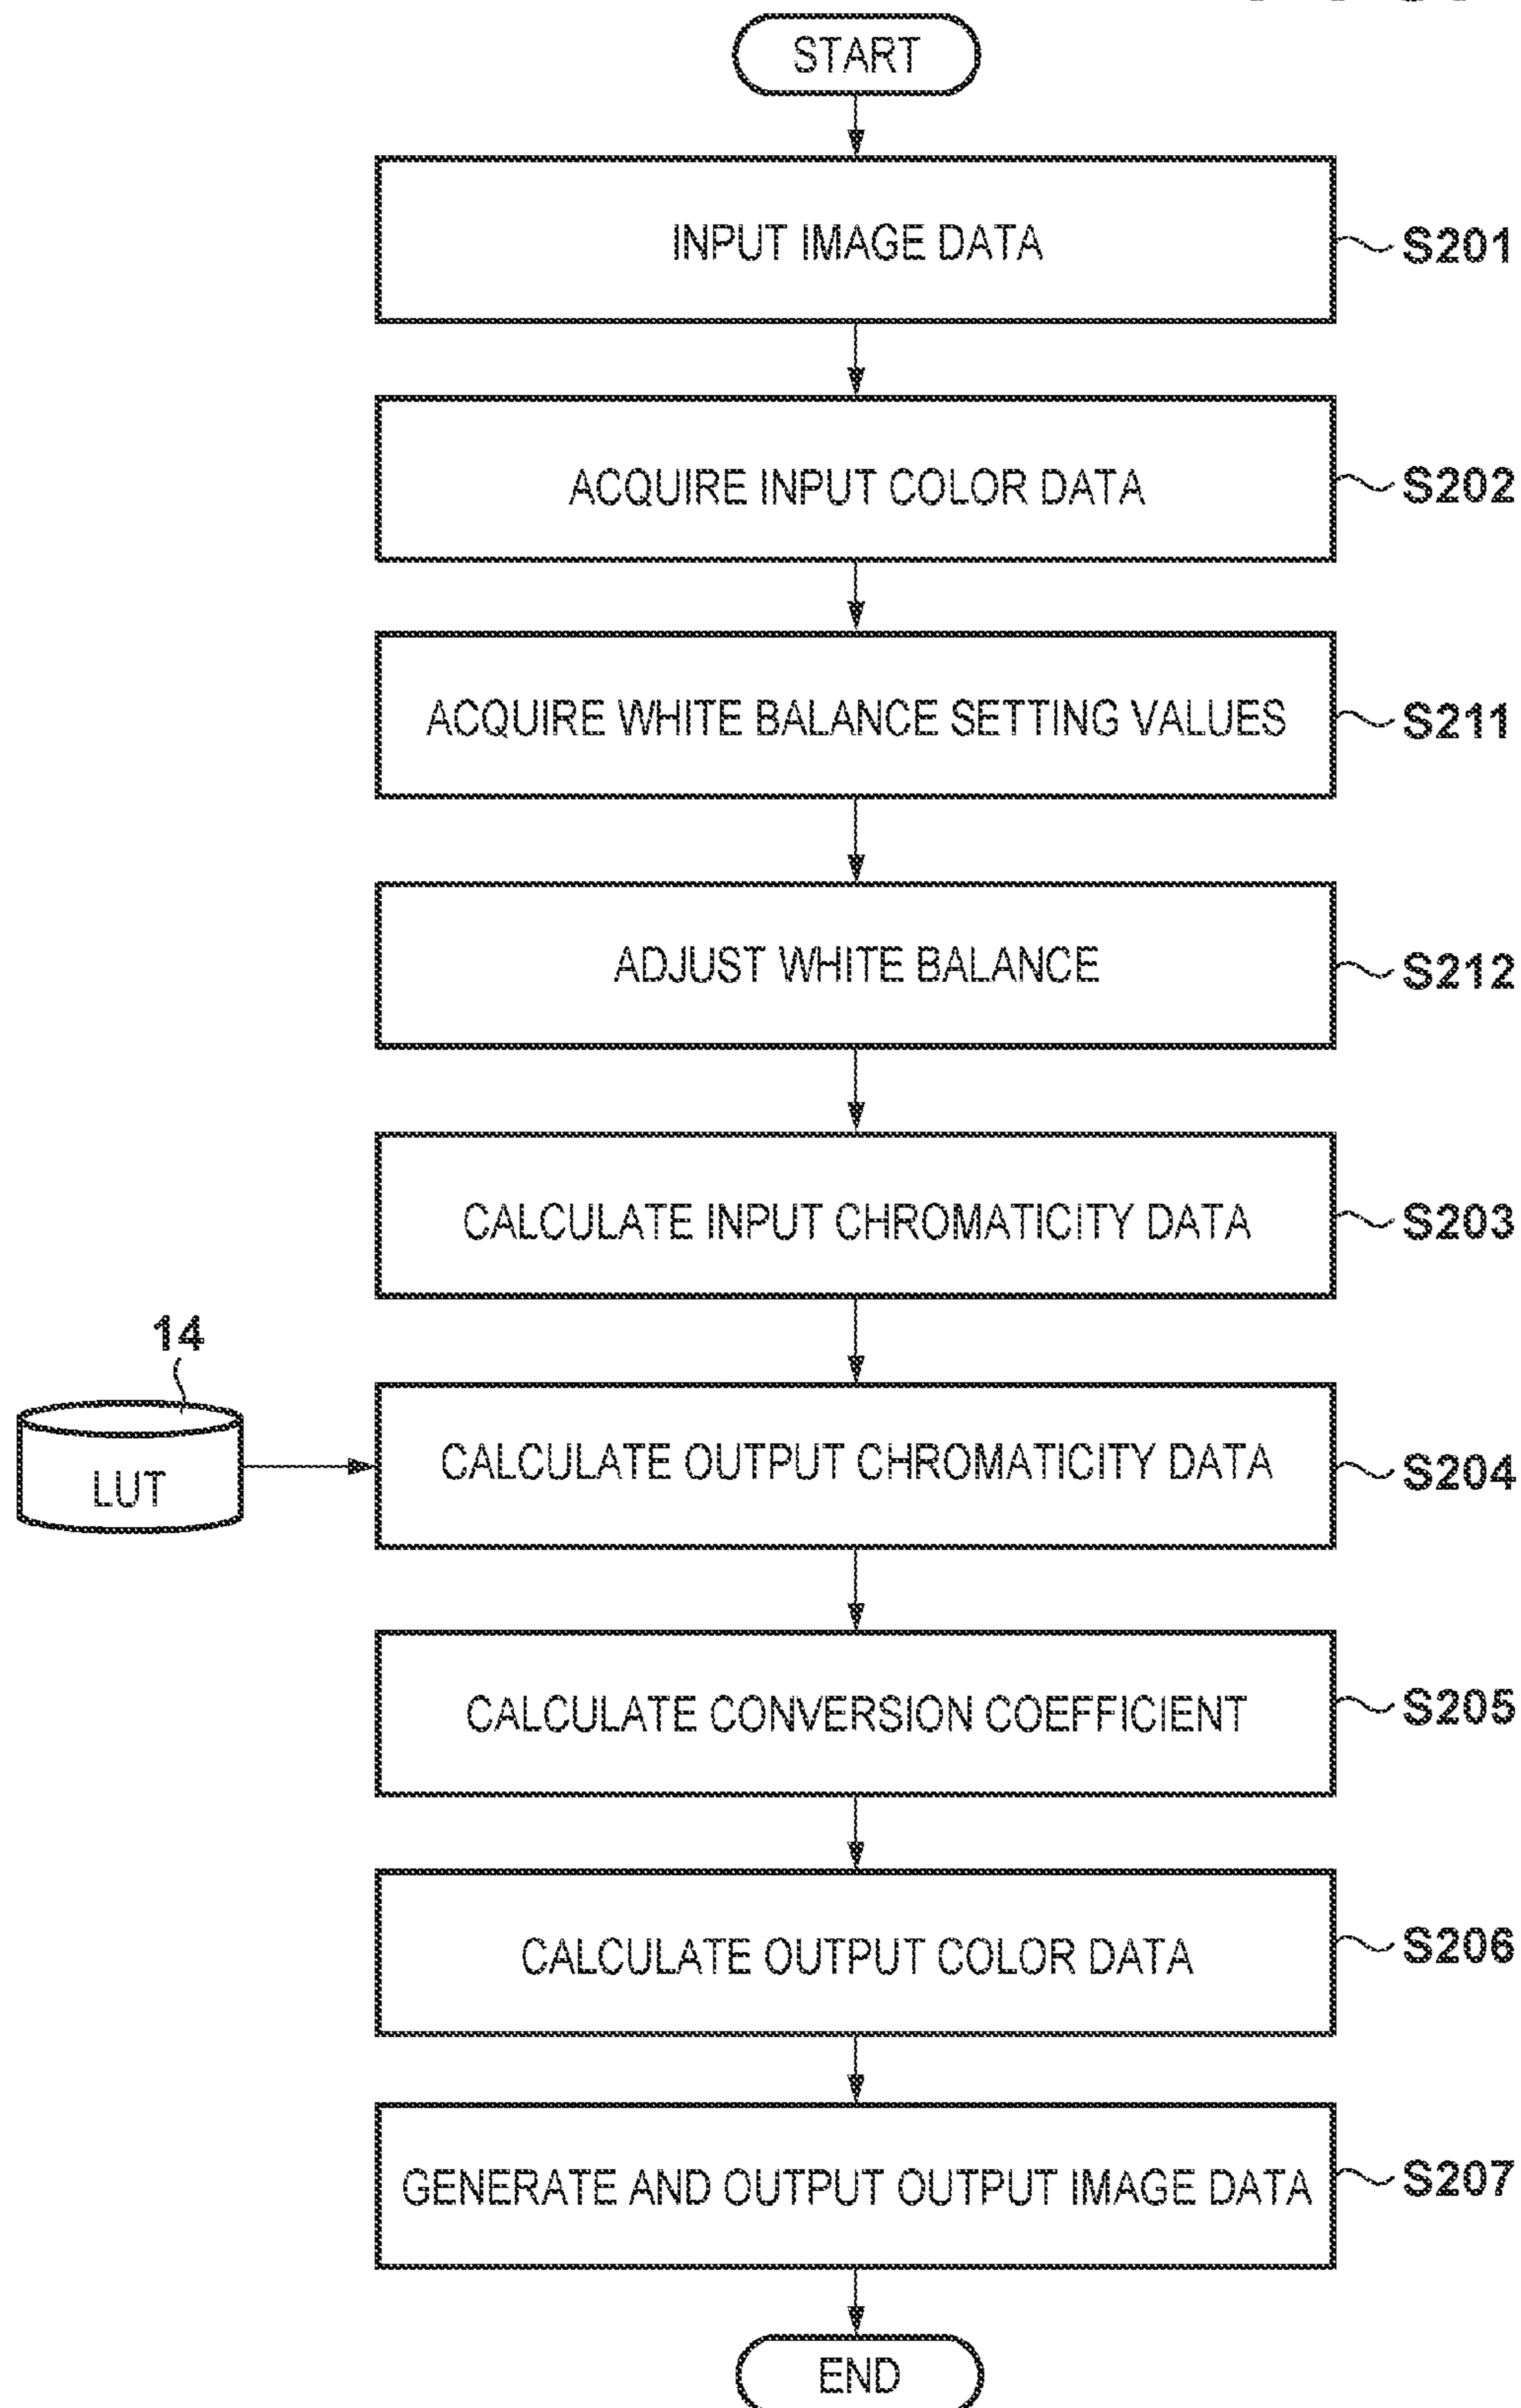 START
INPUT IMAGE DATA
S201
ACQUIRE INPUT COLOR DATA
S202
ACQUIRE WHITE BALANCE SETTING VALUES
S211
ADJUST WHITE BALANCE
S212
CALCULATE INPUT CHROMATICITY DATA
S203
14
LUT
CALCULATE OUTPUT CHROMATICITY DATA
S204
CALCULATE CONVERSION COEFFICIENT
S205
CALCULATE OUTPUT COLOR DATA
S206
GENERATE AND OUTPUT OUTPUT IMAGE DATA
S207
END